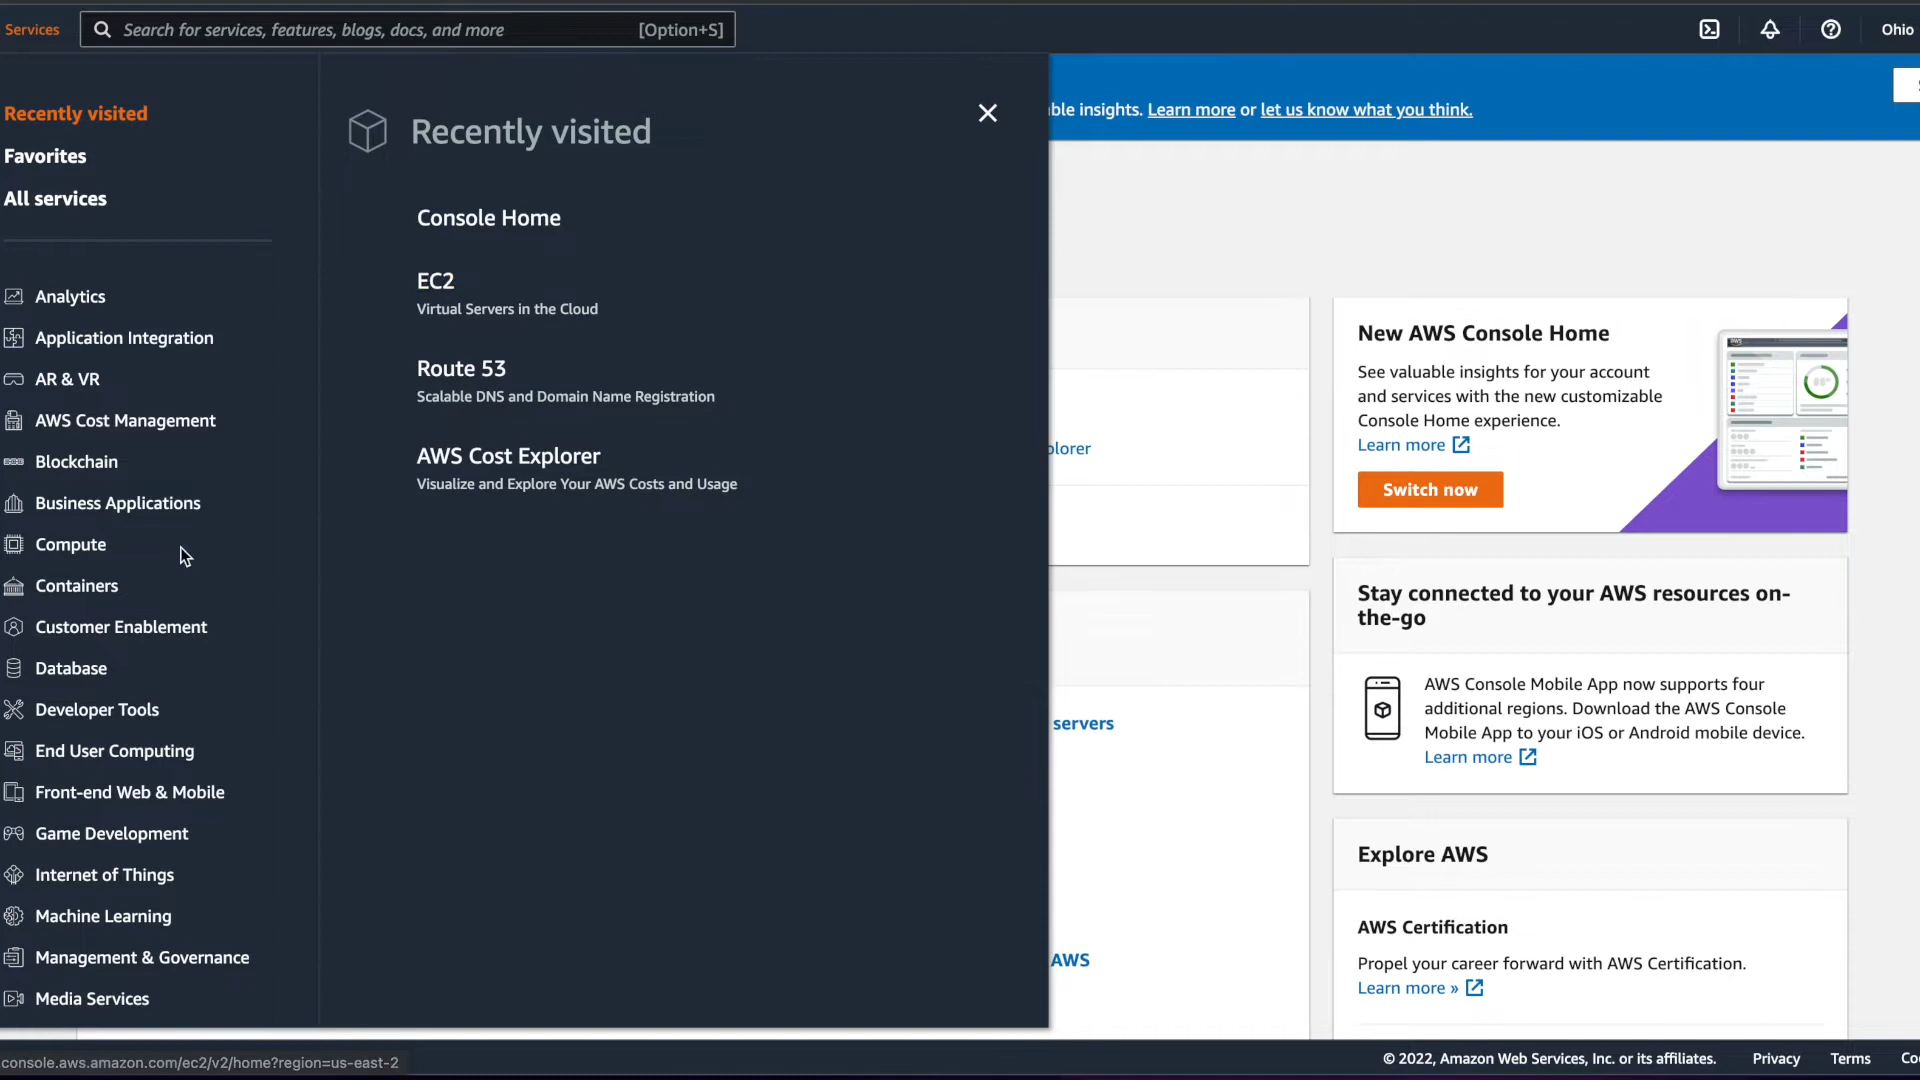 Services
Search for services, features, blogs, docs, and more
[Option+S]
Ohio
Recently visited
Favorites
All services
Analytics
Application Integration
AR & VR
AWS Cost Management
Blockchain
Business Applications
Compute
Containers
Customer Enablement
Database
Developer Tools
End User Computing
Front-end Web & Mobile
Game Development
Internet of Things
Machine Learning
Management & Governance
Media Services
Recently visited
Console Home
EC2
Virtual Servers in the Cloud
Route 53
Scalable DNS and Domain Name Registration
AWS Cost Explorer
Visualize and Explore Your AWS Costs and Usage
ble insights. Learn more or let us know what you think.
plorer
servers
AWS
New AWS Console Home
See valuable insights for your account
and services with the new customizable
Console Home experience.
Learn more
Switch now
Stay connected to your AWS resources on-
the-go
AWS Console Mobile App now supports four
additional regions. Download the AWS Console
Mobile App to your iOS or Android mobile device.
Learn more
Explore AWS
AWS Certification
Propel your career forward with AWS Certification.
Learn more »
console.aws.amazon.com/ec2/v2/home?region=us-east-2
© 2022, Amazon Web Services, Inc. or its affiliates.
Privacy
Terms